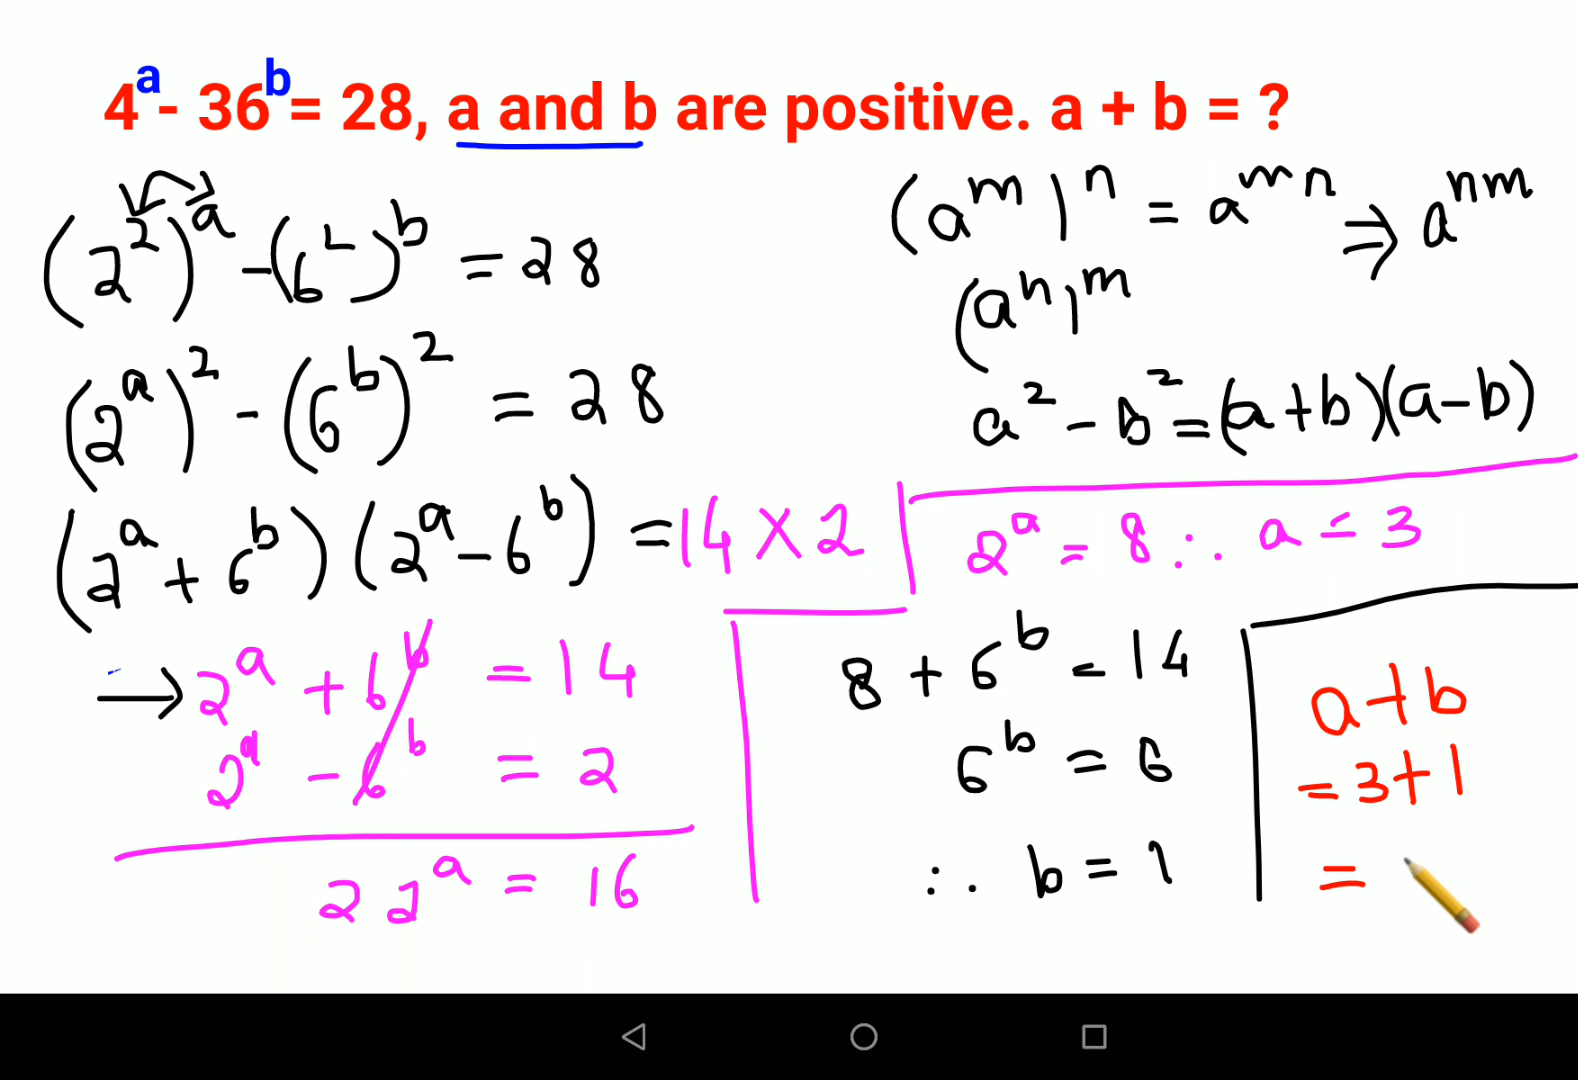 4^a - 36^b = 28, a and b are positive. a + b = ?
(2^2)^a - (6^2)^b = 28
(a^m)^n = a^{mn} ⇒ a^{nm}
(a^n)^m
(2^a)^2 - (6^b)^2 = 28
a^2 - b^2 = (a+b)(a-b)
(2^a + 6^b)(2^a - 6^b) = 14 × 2
2^a = 8 ∴ a = 3
→ 2^a + 6^b = 14
2^a - 6^b = 2
2 2^a = 16
8 + 6^b = 14
6^b = 6
∴ b = 1
a + b
= 3 + 1
=